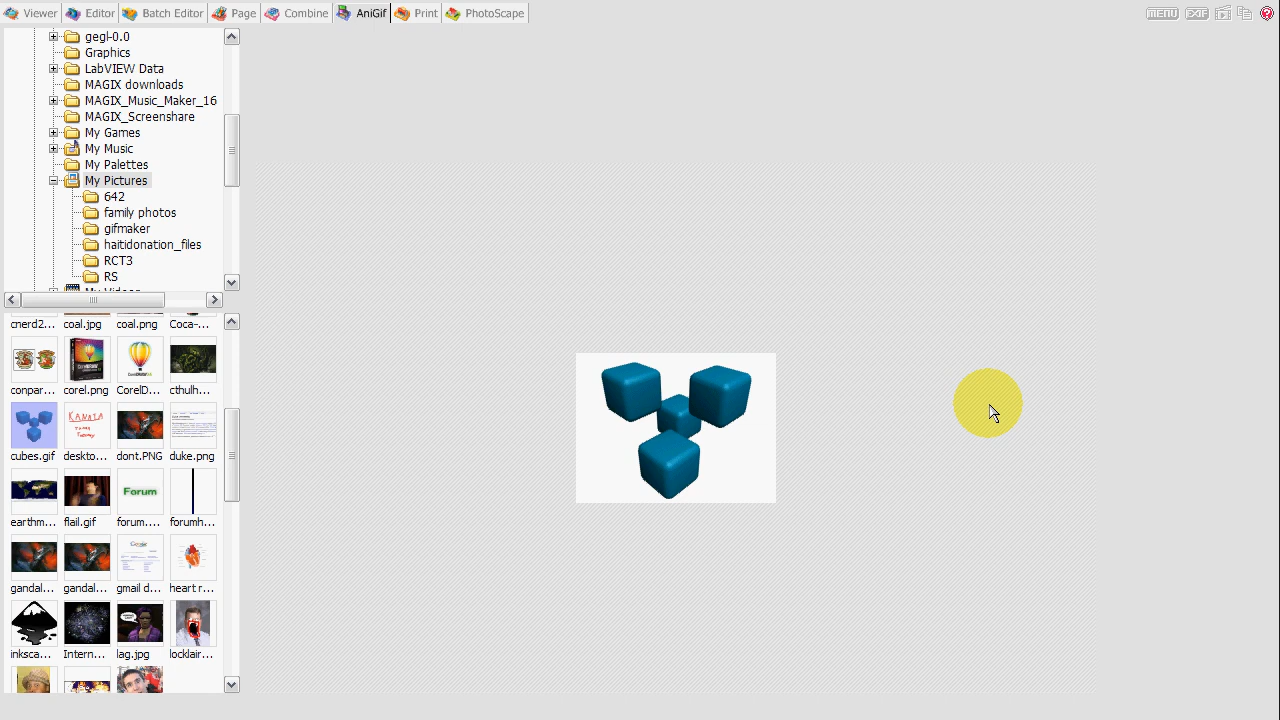 Viewer Editor Batch Editor Page Combine AniGif Print PhotoScape MENU EXIF
gegl-0.0
Graphics
LabVIEW Data
MAGIX downloads
MAGIX_Music_Maker_16
MAGIX_Screenshare
My Games
My Music
My Palettes
My Pictures
642
family photos
gifmaker
haitidonation_files
RCT3
RS
cnerd2... coal.jpg coal.png Coca-...
conpar... corel.png CorelD... cthulh...
KANATA
cubes.gif deskto... dont.PNG duke.png
Forum
earthm... flail.gif forum.... forumh...
gandal... gandal... gmail d... heart r...
inksca... Intern... lag.jpg locklair...